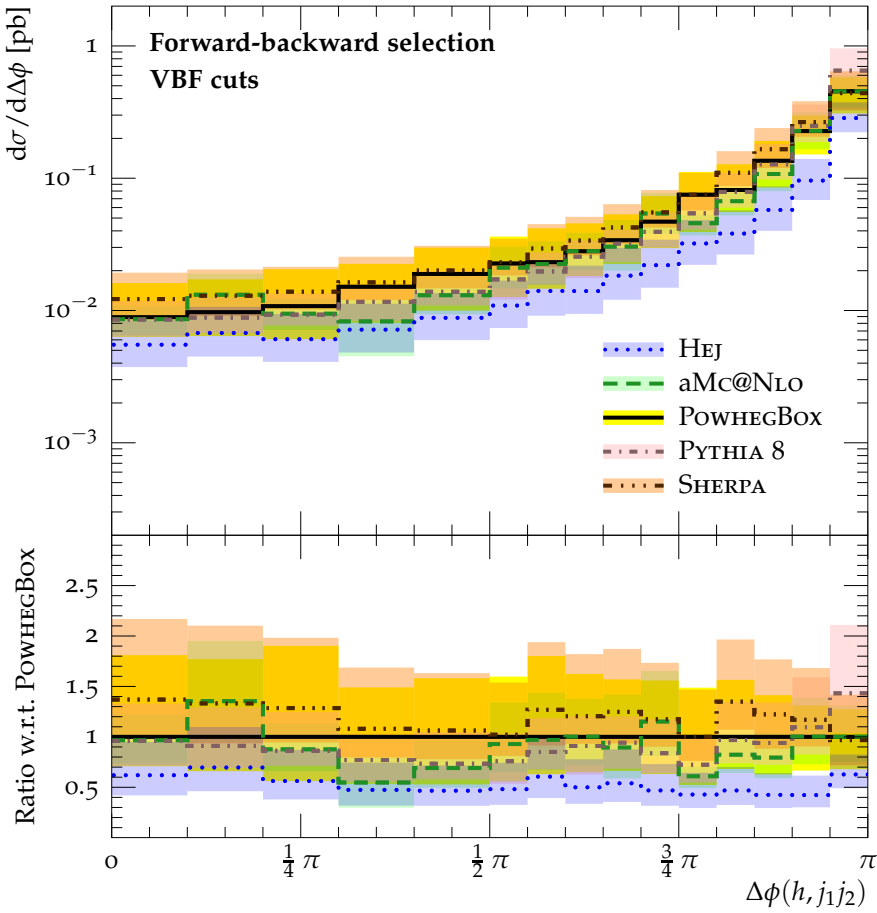 Forward-backward selection
VBF cuts
dσ/dΔϕ [pb]
1
10⁻¹
10⁻²
10⁻³
HEJ
aMC@NLO
POWHEGBOX
PYTHIA 8
SHERPA
Ratio w.r.t. POWHEGBOX
2.5
2
1.5
1
0.5
0
1/4 π
1/2 π
3/4 π
π
Δϕ(h, j₁j₂)